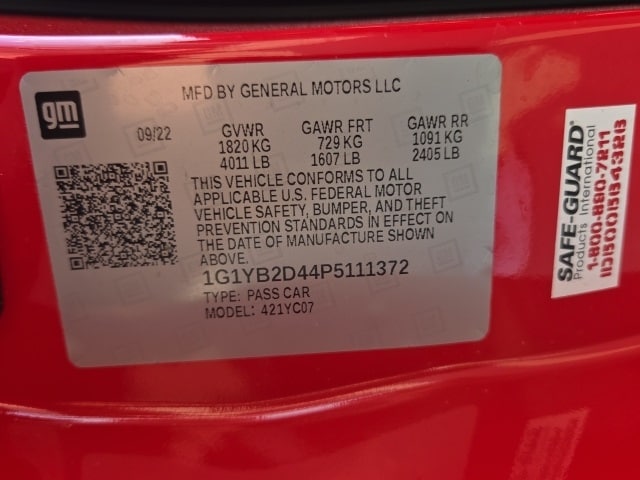 gm
MFD BY GENERAL MOTORS LLC
09/22
GVWR
1820 KG
4011 LB
GAWR FRT
729 KG
1607 LB
GAWR RR
1091 KG
2405 LB
THIS VEHICLE CONFORMS TO ALL
APPLICABLE U.S. FEDERAL MOTOR
VEHICLE SAFETY, BUMPER, AND THEFT
PREVENTION STANDARDS IN EFFECT ON
THE DATE OF MANUFACTURE SHOWN
ABOVE.
1G1YB2D44P5111372
TYPE: PASS CAR
MODEL: 421YC07
SAFE-GUARD®
Products International
1-800-890-7211